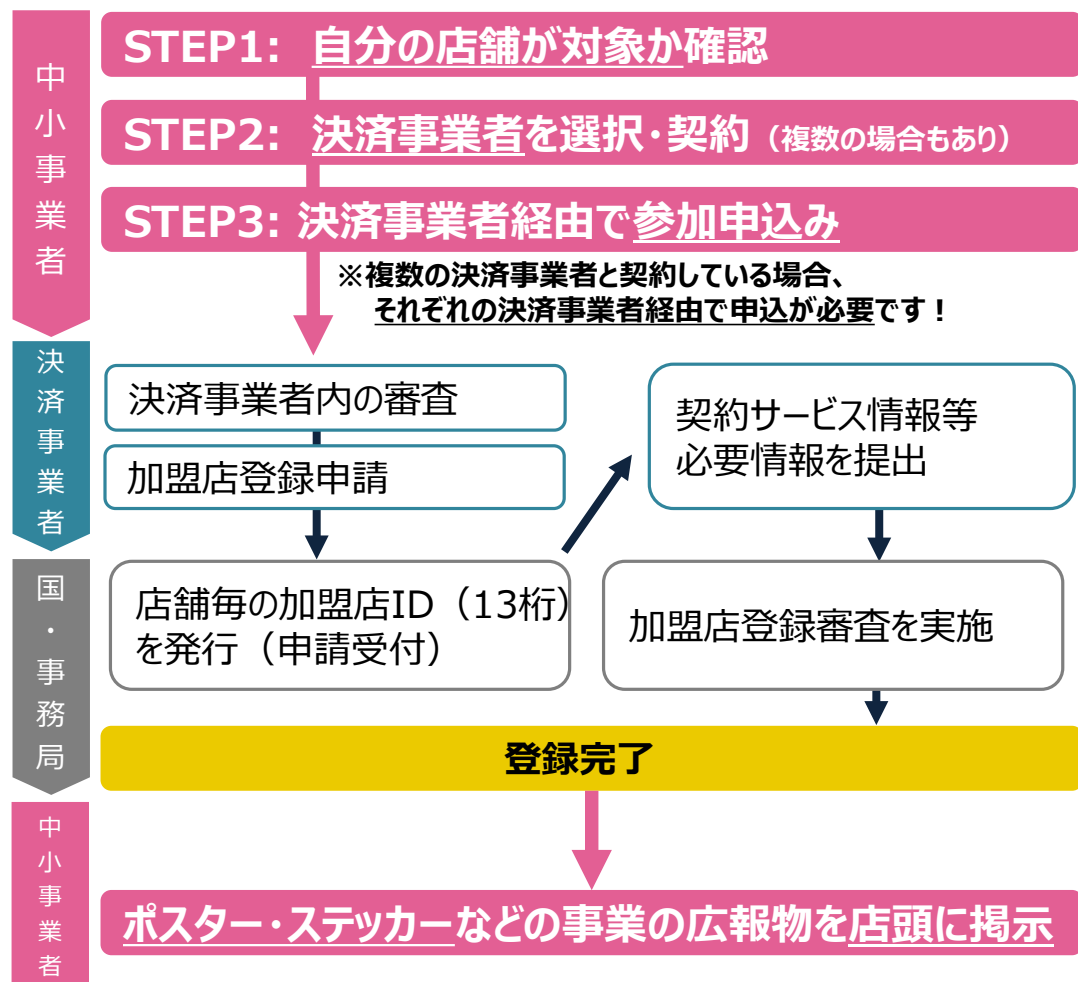 中小事業者
STEP1: 自分の店舗が対象か確認
STEP2: 決済事業者を選択・契約（複数の場合もあり）
STEP3: 決済事業者経由で参加申込み
※複数の決済事業者と契約している場合、
それぞれの決済事業者経由で申込が必要です！
決済事業者
決済事業者内の審査
加盟店登録申請
契約サービス情報等
必要情報を提出
国・事務局
店舗毎の加盟店ID（13桁）
を発行（申請受付）
加盟店登録審査を実施
登録完了
中小事業者
ポスター・ステッカーなどの事業の広報物を店頭に掲示